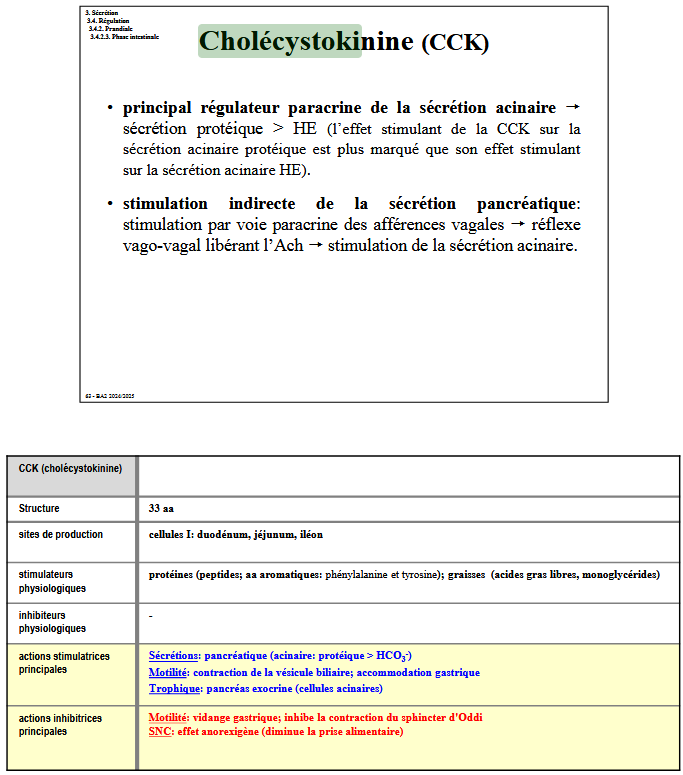 3. Sécrétion
3.4. Régulation
3.4.2. Prandiale
3.4.2.3. Phase intestinale
Cholécystokinine (CCK)
• principal régulateur paracrine de la sécrétion acinaire →
sécrétion protéique > HE (l’effet stimulant de la CCK sur la
sécrétion acinaire protéique est plus marqué que son effet stimulant
sur la sécrétion acinaire HE).
• stimulation indirecte de la sécrétion pancréatique:
stimulation par voie paracrine des afférences vagales → réflexe
vago-vagal libérant l’Ach → stimulation de la sécrétion acinaire.
63 - BA2 2024/2025
CCK (cholécystokinine)
Structure 33 aa
sites de production cellules I: duodénum, jéjunum, iléon
stimulateurs protéines (peptides; aa aromatiques: phénylalanine et tyrosine); graisses (acides gras libres, monoglycérides)
physiologiques
inhibiteurs -
physiologiques
actions stimulatrices Sécrétions: pancréatique (acinaire: protéique > HCO₃⁻)
principales Motilité: contraction de la vésicule biliaire; accommodation gastrique
Trophique: pancréas exocrine (cellules acinaires)
actions inhibitrices Motilité: vidange gastrique; inhibe la contraction du sphincter d'Oddi
principales SNC: effet anorexigène (diminue la prise alimentaire)